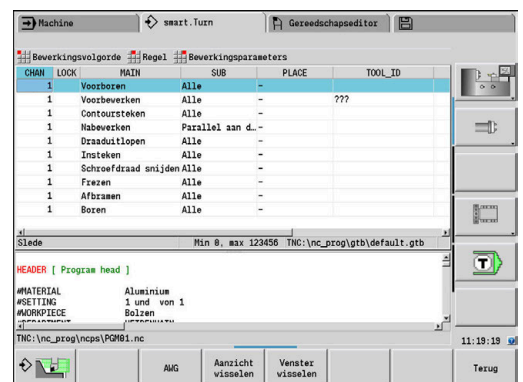 Machine smart.Turn Gereedschapseditor
Bewerkingsvolgorde Regel Bewerkingsparameters
CHAN LOCK MAIN SUB PLACE TOOL_ID
1 Voorboren Alle -
1 Voorbewerken Alle - ???
1 Contoursteken Alle -
1 Nabewerken Parallel aan d… -
1 Draaduitlopen Alle -
1 Insteken Alle -
1 Schroefdraad snijden Alle -
1 Frezen Alle -
1 Afbramen Alle -
1 Boren Alle -
Slede Min 0, max 123456 TNC:\nc_prog\gtb\default.gtb
HEADER [ Program head ]
#MATERIAL Aluminium
#SETTING 1 und von 1
#WORKPIECE Bolzen
TNC:\nc_prog\ncps\PGM01.nc
T
11:19:19
AWG Aanzicht wisselen Venster wisselen Terug